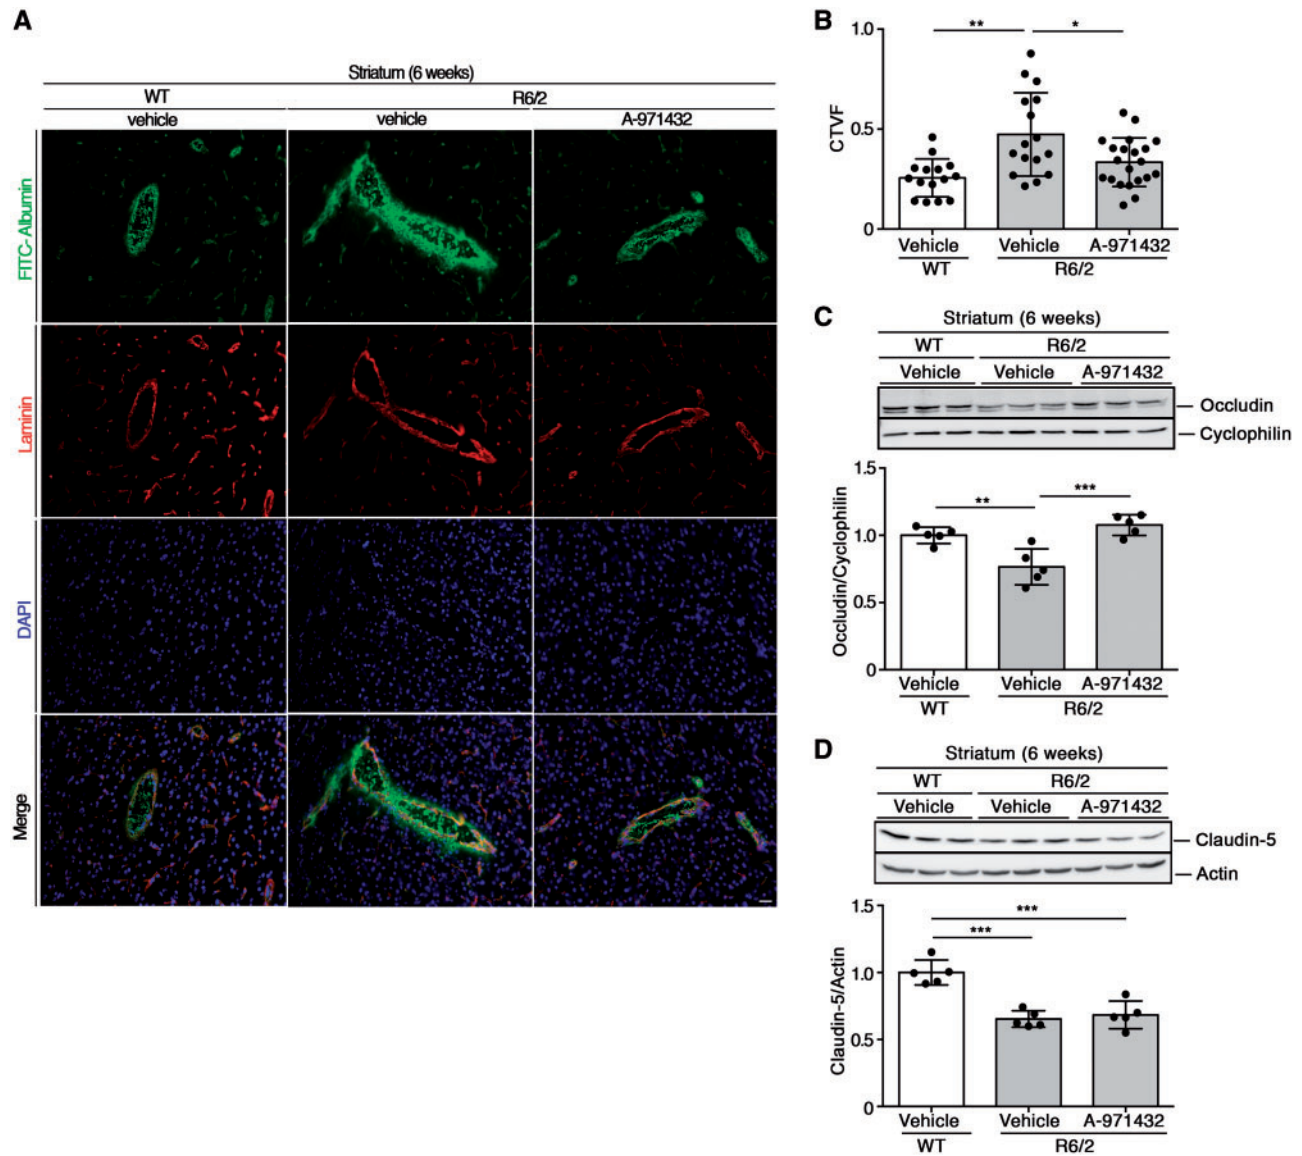 A
Striatum (6 weeks)
WT R6/2
vehicle vehicle A-971432
FITC-Albumin
Laminin
DAPI
Merge
B
CTVF
1.0
0.5
0
** *
Vehicle Vehicle A-971432
WT R6/2
C
Striatum (6 weeks)
WT R6/2
Vehicle Vehicle A-971432
Occludin
Cyclophilin
Occludin/Cyclophilin
1.5
1.0
0.5
0
** ***
Vehicle Vehicle A-971432
WT R6/2
D
Striatum (6 weeks)
WT R6/2
Vehicle Vehicle A-971432
Claudin-5
Actin
Claudin-5/Actin
1.5
1.0
0.5
0
***
***
Vehicle Vehicle A-971432
WT R6/2